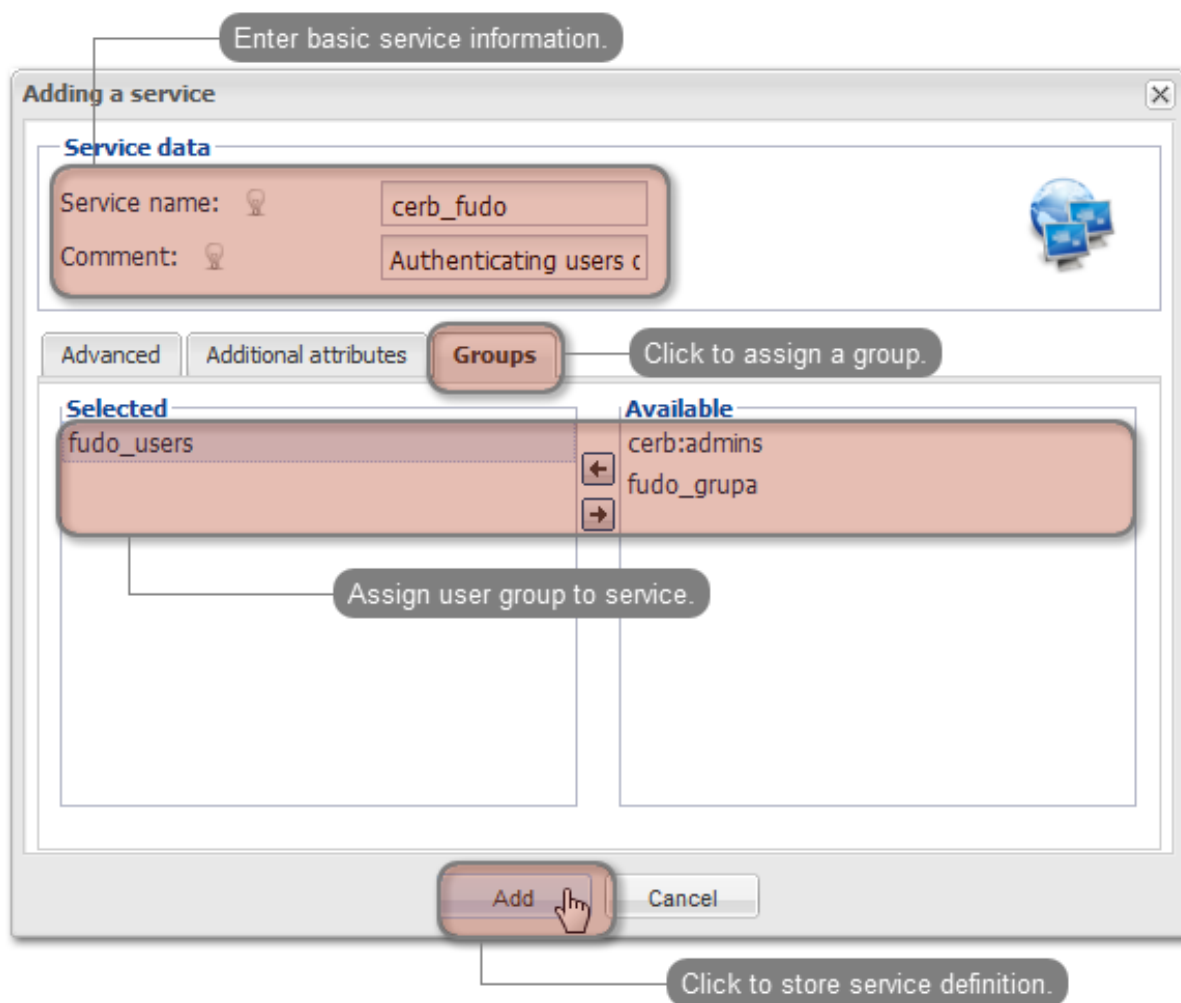 Enter basic service information.
Adding a service
Service data
Service name: cerb_fudo
Comment: Authenticating users
Advanced Additional attributes Groups Click to assign a group.
Selected Available
fudo_users cerb:admins
fudo_grupa
Assign user group to service.
Add Cancel
Click to store service definition.